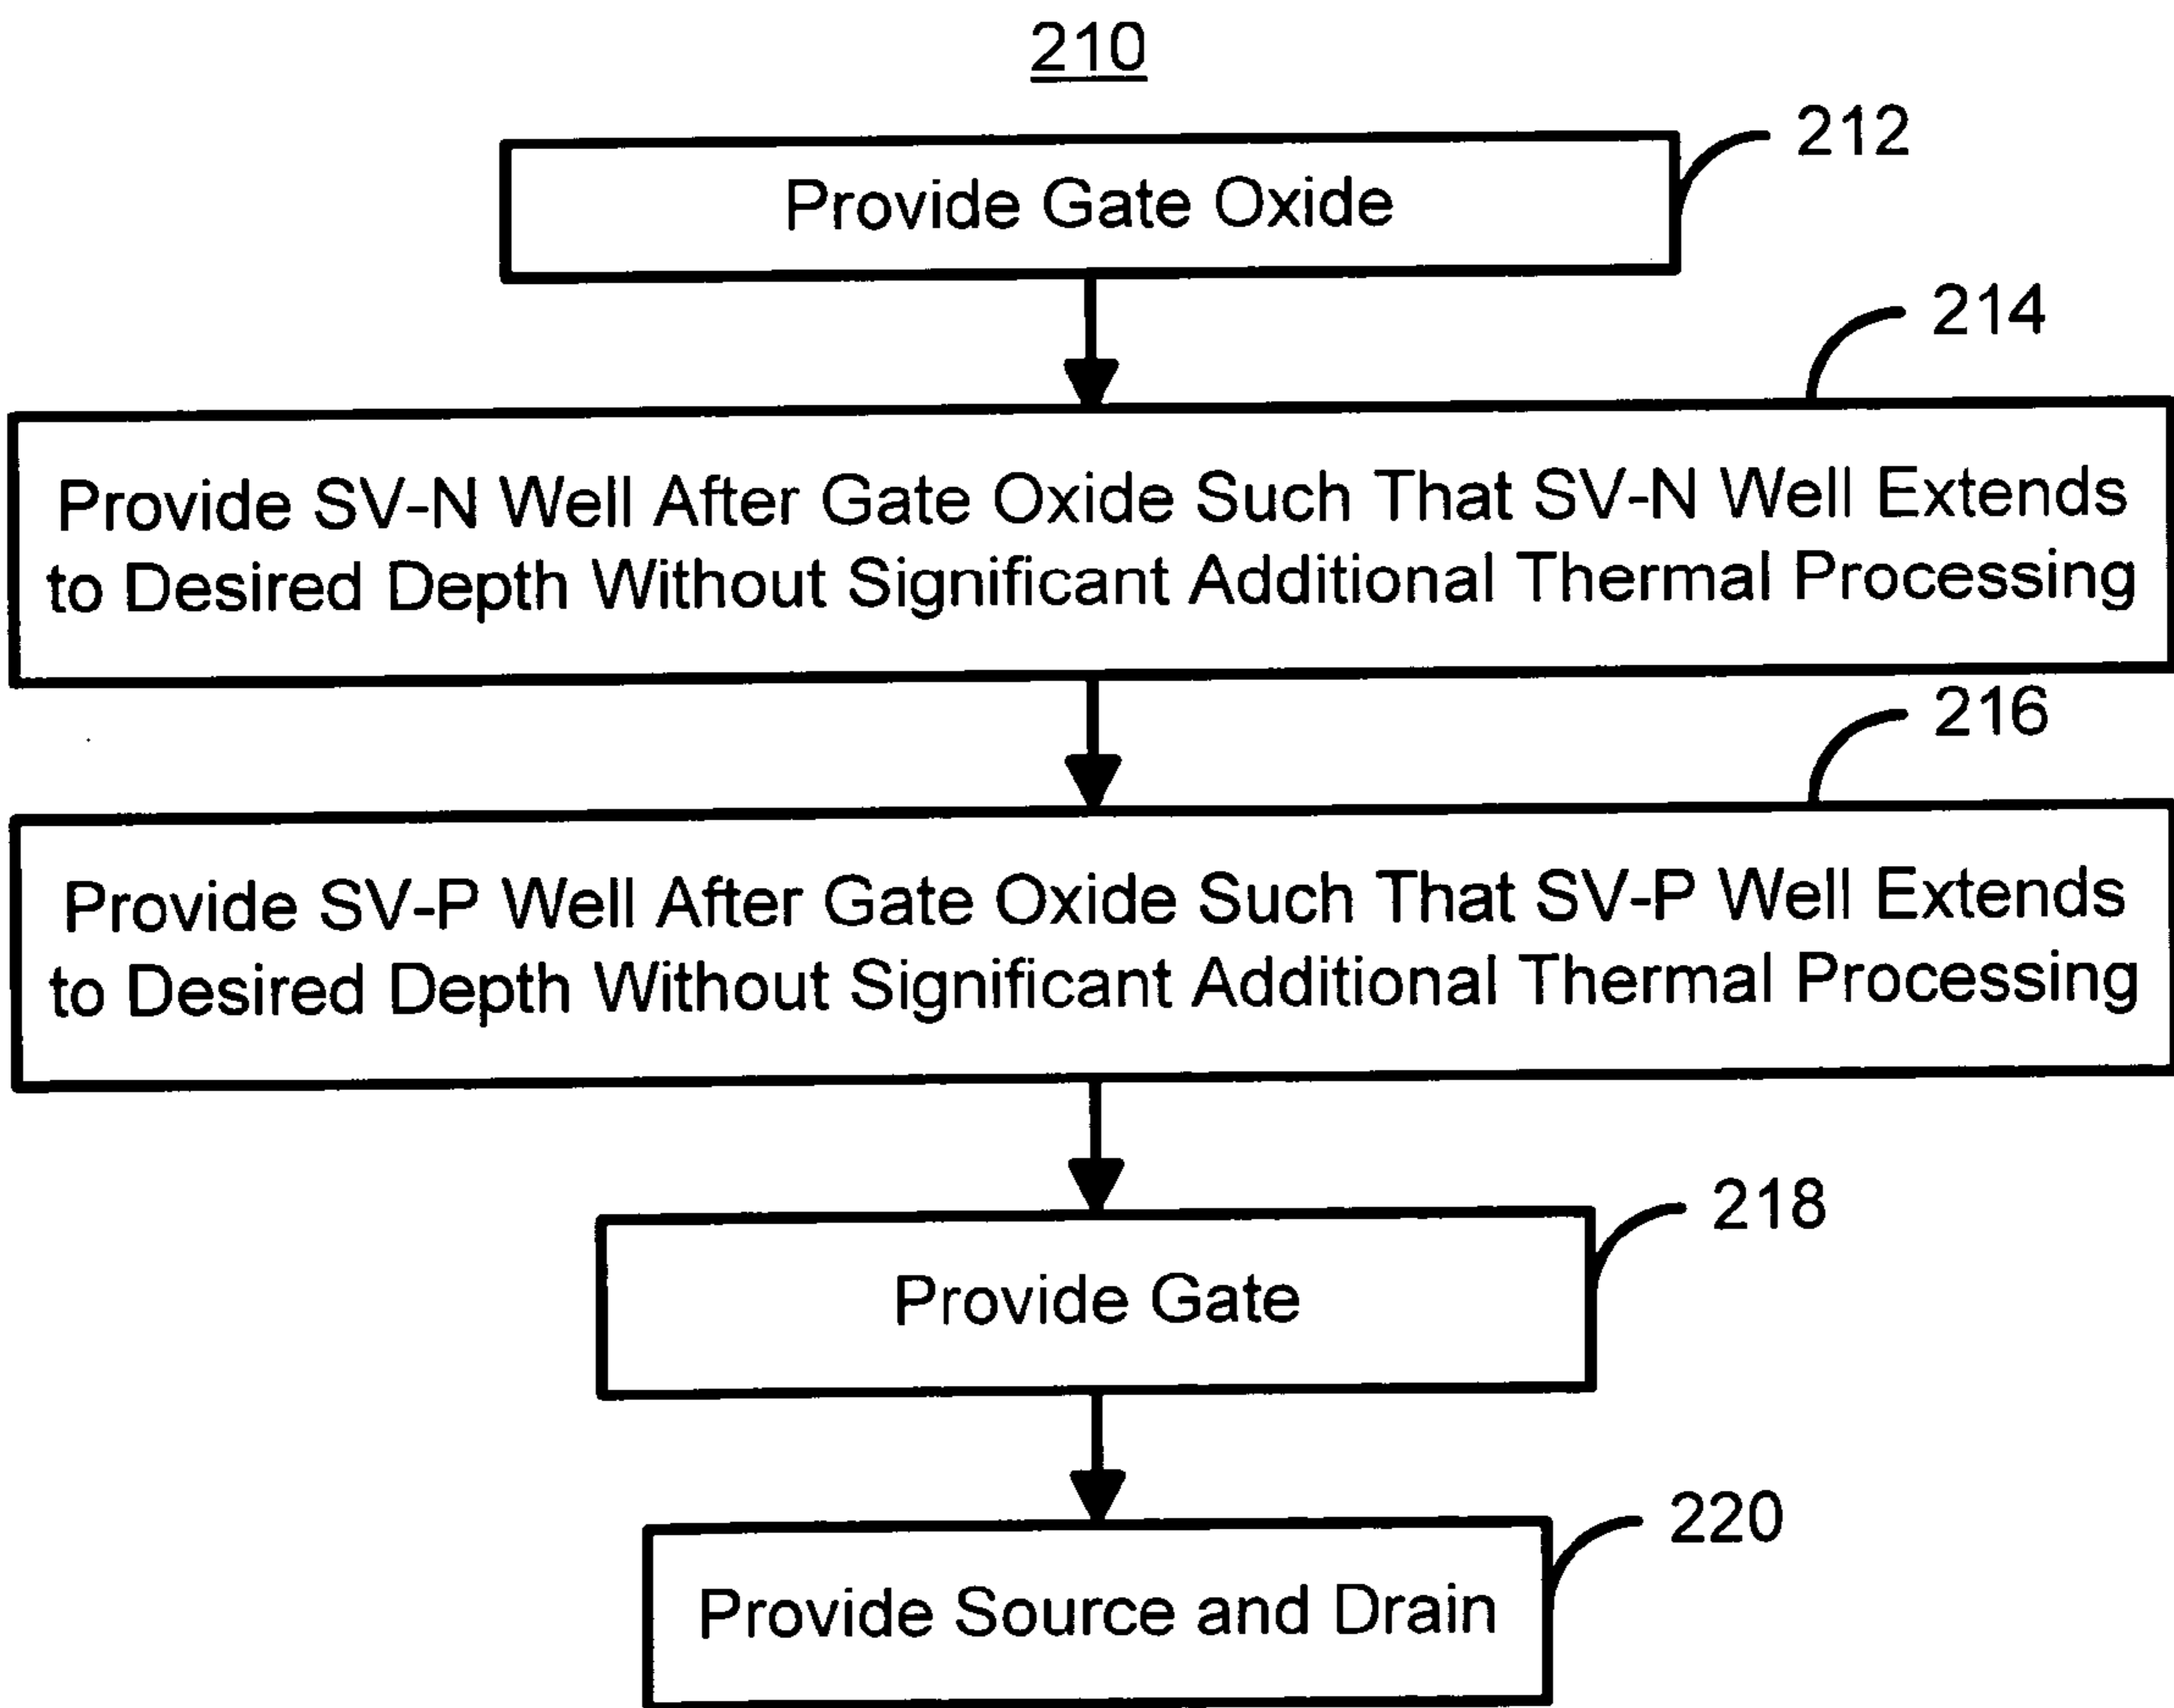 210
212
Provide Gate Oxide
214
Provide SV-N Well After Gate Oxide Such That SV-N Well Extends
to Desired Depth Without Significant Additional Thermal Processing
216
Provide SV-P Well After Gate Oxide Such That SV-P Well Extends
to Desired Depth Without Significant Additional Thermal Processing
218
Provide Gate
220
Provide Source and Drain